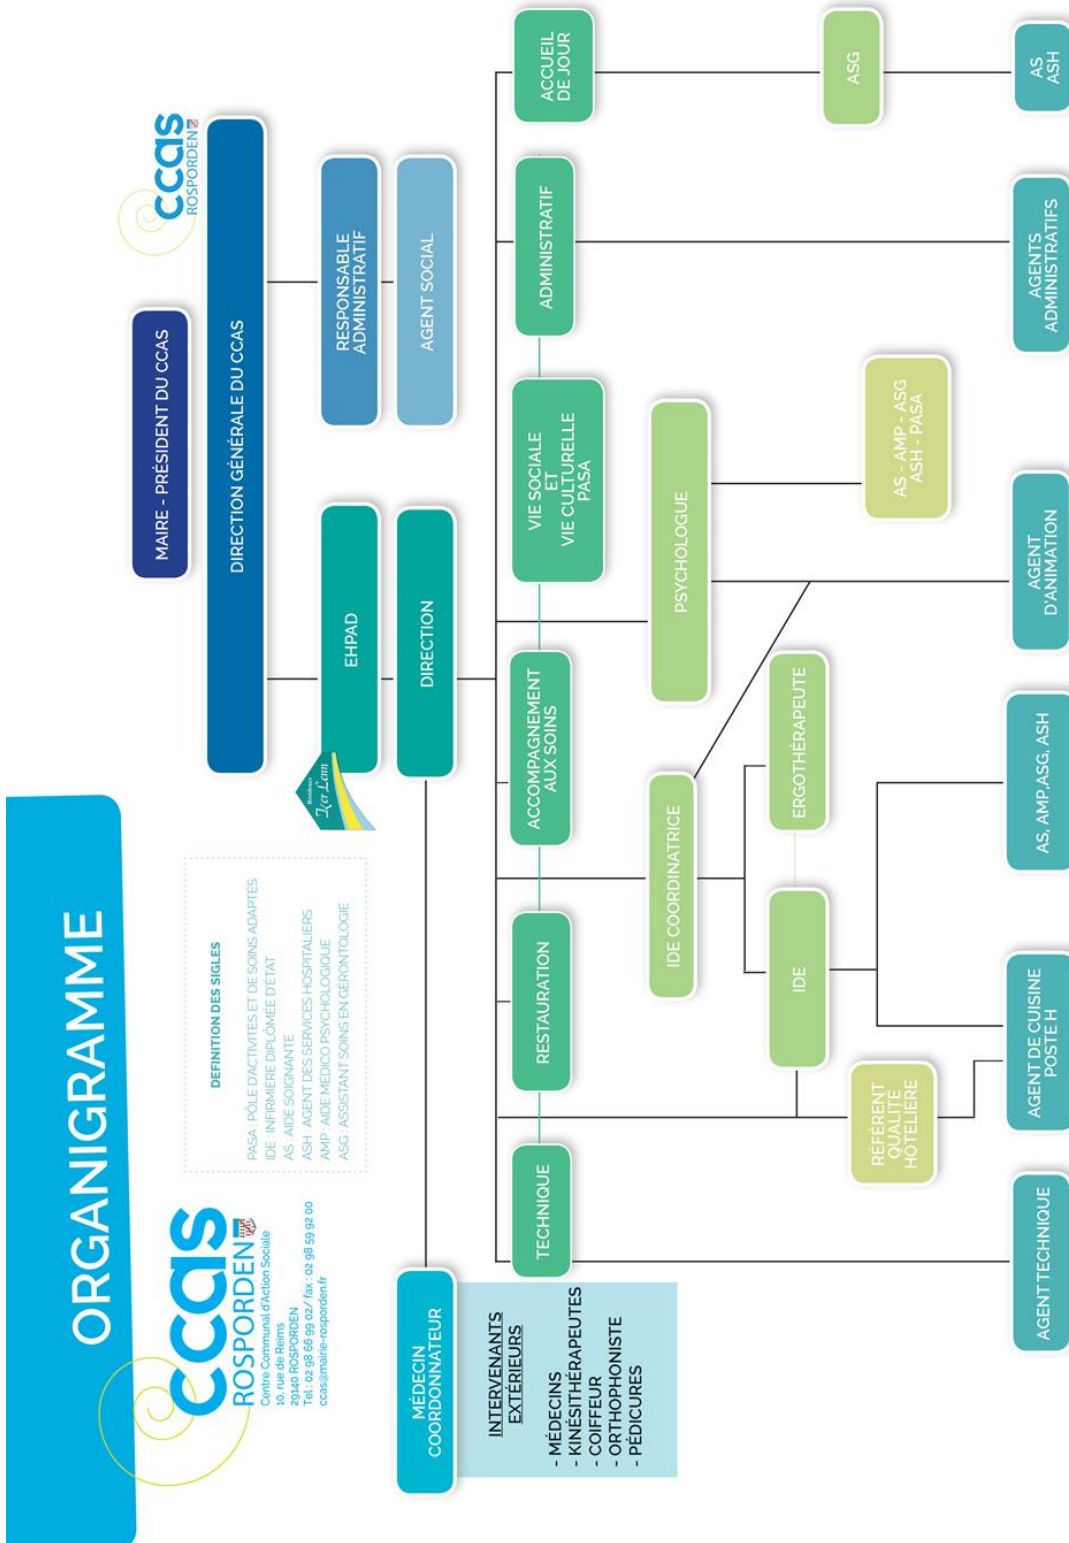 ORGANIGRAMME
ccas
ROSPORDEN
Centre Communal d'Action Sociale
10, rue de Reims
29140 ROSPORDEN
Tel : 02 98 66 99 02/ fax : 02 98 59 92 00
ccas@mairie-rosporden.fr
DEFINITION DES SIGLES
PASA : PÔLE D'ACTIVITÉS ET DE SOINS ADAPTÉS
IDE : INFIRMIÈRE DIPLÔMÉE D'ÉTAT
AS : AIDE SOIGNANTE
ASH : AGENT DES SERVICES HOSPITALIERS
AMP : AIDE MÉDICO PSYCHOLOGIQUE
ASG : ASSISTANT SOINS EN GÉRONTOLOGIE
MAIRE - PRÉSIDENT DU CCAS
ccas
ROSPORDEN
DIRECTION GÉNÉRALE DU CCAS
Résidence
Ker Lenn
EHPAD
RESPONSABLE
ADMINISTRATIF
DIRECTION
AGENT SOCIAL
MÉDECIN
COORDONNATEUR
INTERVENANTS
EXTÉRIEURS
- MÉDECINS
- KINÉSITHÉRAPEUTES
- COIFFEUR
- ORTHOPHONISTE
- PÉDICURES
TECHNIQUE
RESTAURATION
ACCOMPAGNEMENT
AUX SOINS
VIE SOCIALE
ET
VIE CULTURELLE
PASA
ADMINISTRATIF
ACCUEIL
DE JOUR
IDE COORDINATRICE
PSYCHOLOGUE
IDE
ERGOTHÉRAPEUTE
RÉFÉRENT
QUALITÉ
HÔTELIÈRE
AS - AMP - ASG
ASH - PASA
ASG
AGENT TECHNIQUE
AGENT DE CUISINE
POSTE H
AS, AMP,ASG, ASH
AGENT
D'ANIMATION
AGENTS
ADMINISTRATIFS
AS
ASH